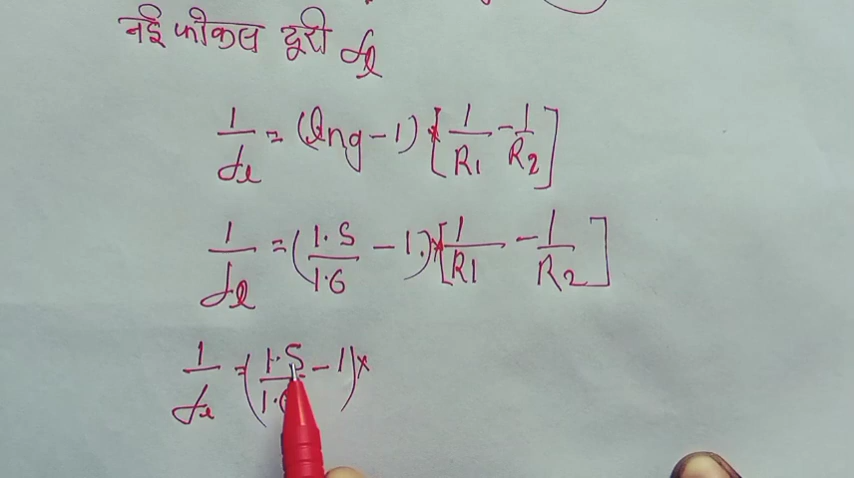 नई फोकस दूरी fl
1/fl = (lng - 1) [1/R1 - 1/R2]
1/fl = (1.5/1.6 - 1) × [1/R1 - 1/R2]
1/fl = (1.5/1.6 - 1) ×